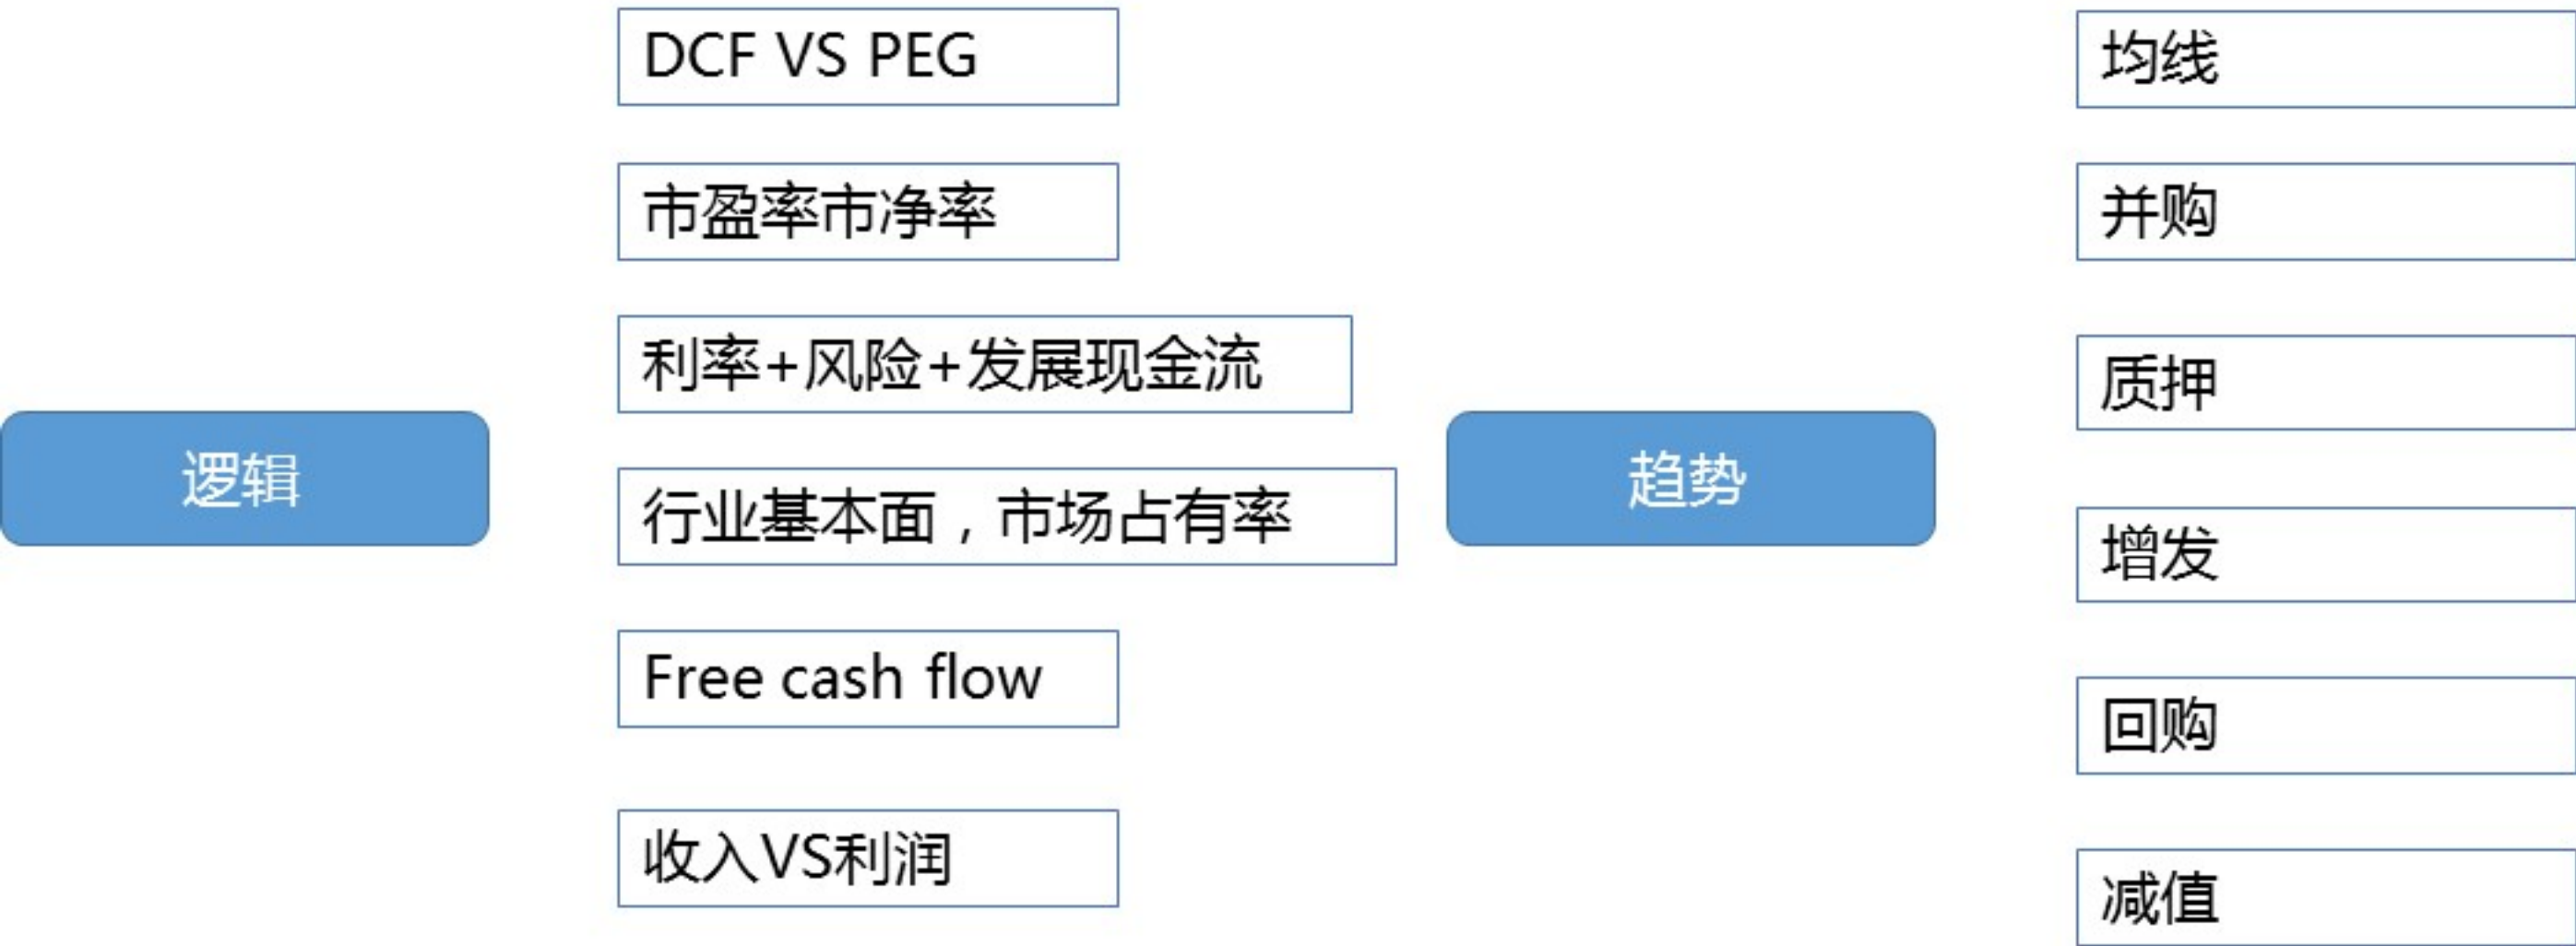 逻辑
DCF VS PEG
市盈率市净率
利率+风险+发展现金流
行业基本面，市场占有率
Free cash flow
收入VS利润
趋势
均线
并购
质押
增发
回购
减值